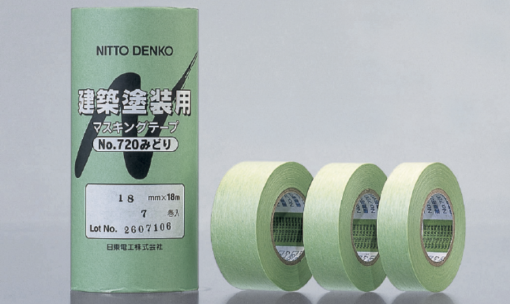 NITTO DENKO
建築塗装用
マスキングテープ
No.720みどり
18 mm×18m
7 巻入
Lot No. 2607106
日東電工株式会社